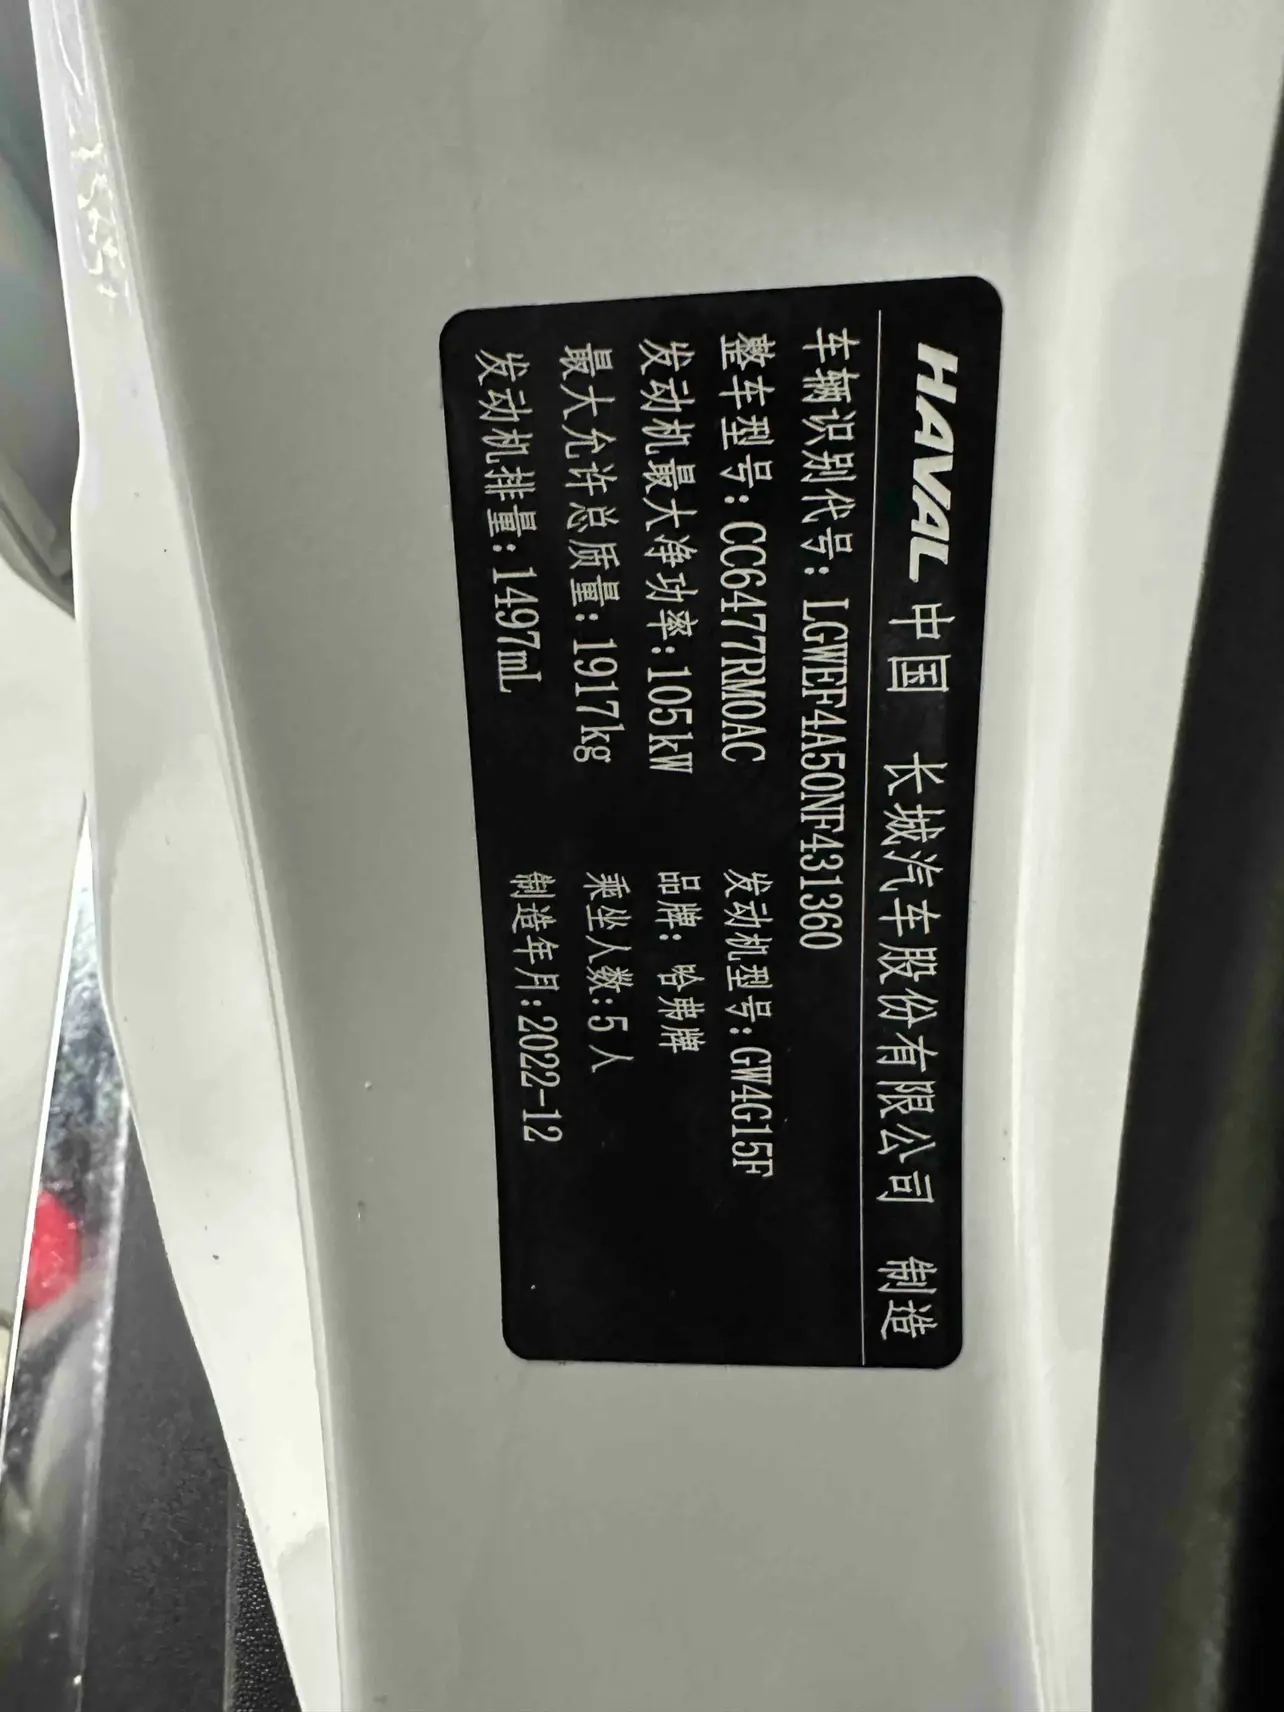 HAVAL 中国 长城汽车股份有限公司 制造
车辆识别代号: LGWEF4A50NF431360
整车型号: CC6477RM0AC 发动机型号: GW4G15F
发动机最大净功率: 105kW 品牌: 哈弗牌
最大允许总质量: 1917kg 乘坐人数: 5人
发动机排量: 1497mL 制造年月: 2022-12